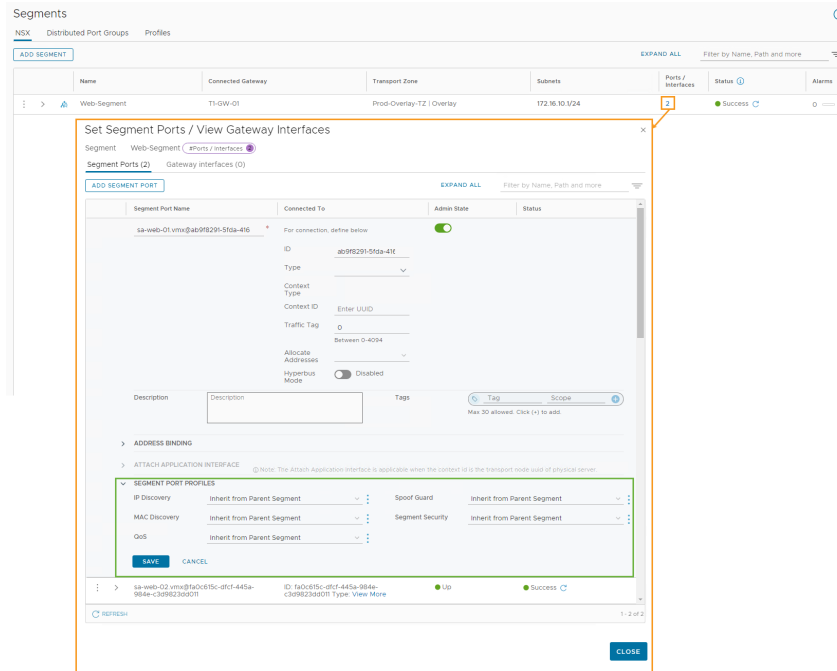 Segments
NSX Distributed Port Groups Profiles
ADD SEGMENT EXPAND ALL Filter by Name, Path and more
Name Connected Gateway Transport Zone Subnets Ports / Interfaces Status Alarms
Web-Segment T1-GW-01 Prod-Overlay-TZ | Overlay 172.16.10.1/24 2 Success 0
Set Segment Ports / View Gateway Interfaces ×
Segment Web-Segment #Ports / Interfaces 2
Segment Ports (2) Gateway interfaces (0)
ADD SEGMENT PORT EXPAND ALL Filter by Name, Path and more
Segment Port Name Connected To Admin State Status
sa-web-01.vmx@ab9f8291-5fda-416 * For connection, define below
ID ab9f8291-5fda-416
Type
Context
Type
Context ID Enter UUID
Traffic Tag 0
Between 0-4094
Allocate
Addresses
Hyperbus
Mode Disabled
Description Description Tags Tag Scope
Max 30 allowed. Click (+) to add.
ADDRESS BINDING
ATTACH APPLICATION INTERFACE Note: The Attach Application Interface is applicable when the context id is the transport node uuid of physical server.
SEGMENT PORT PROFILES
IP Discovery Inherit from Parent Segment Spoof Guard Inherit from Parent Segment
MAC Discovery Inherit from Parent Segment Segment Security Inherit from Parent Segment
QoS Inherit from Parent Segment
SAVE CANCEL
sa-web-02.vmx@fa0c615c-dfcf-445a- ID: fa0c615c-dfcf-445a-984e- Up Success
984e-c3d9823dd011 c3d9823dd011 Type: View More
REFRESH 1 - 2 of 2
CLOSE